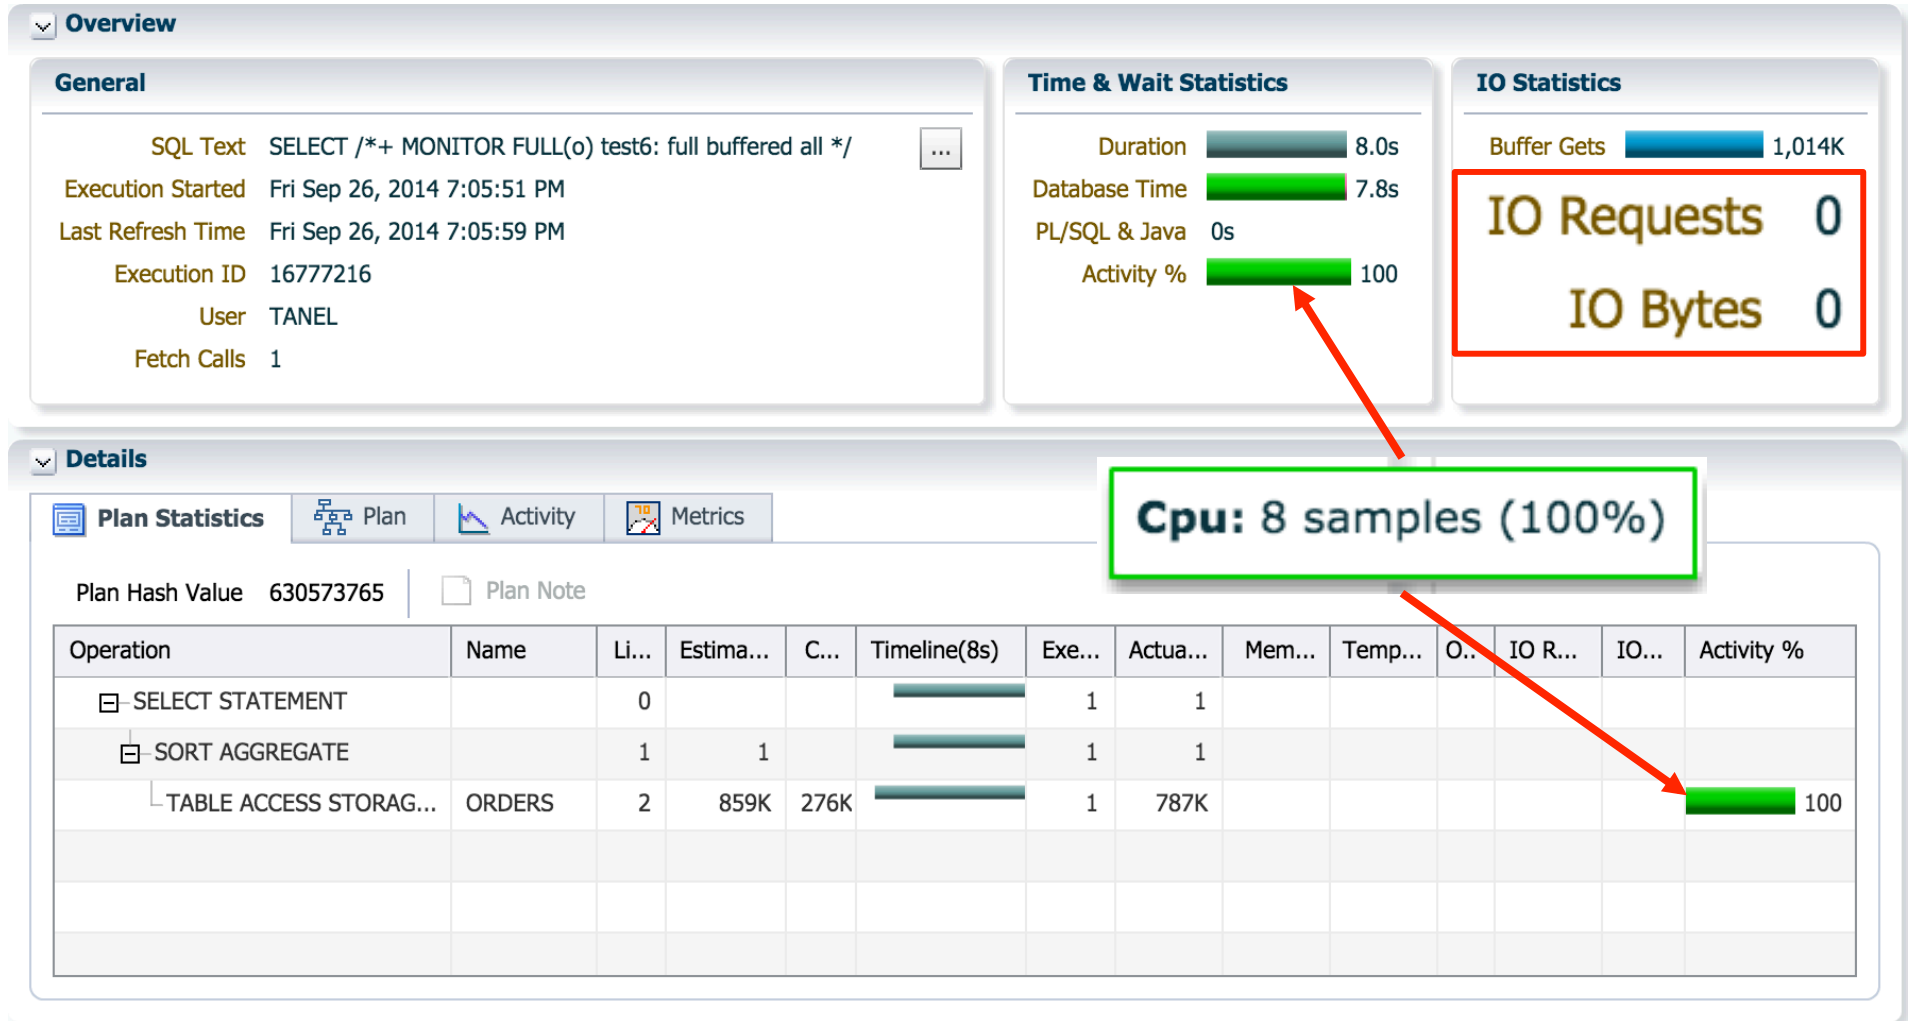 Overview
General
SQL Text SELECT /*+ MONITOR FULL(o) test6: full buffered all */ ...
Execution Started Fri Sep 26, 2014 7:05:51 PM
Last Refresh Time Fri Sep 26, 2014 7:05:59 PM
Execution ID 16777216
User TANEL
Fetch Calls 1
Time & Wait Statistics
Duration 8.0s
Database Time 7.8s
PL/SQL & Java 0s
Activity % 100
IO Statistics
Buffer Gets 1,014K
IO Requests 0
IO Bytes 0
Details
Plan Statistics Plan Activity Metrics
Cpu: 8 samples (100%)
Plan Hash Value 630573765 Plan Note
Operation Name Li... Estima... C... Timeline(8s) Exe... Actua... Mem... Temp... O.. IO R... IO... Activity %
SELECT STATEMENT 0 1 1
SORT AGGREGATE 1 1 1 1
TABLE ACCESS STORAG... ORDERS 2 859K 276K 1 787K 100